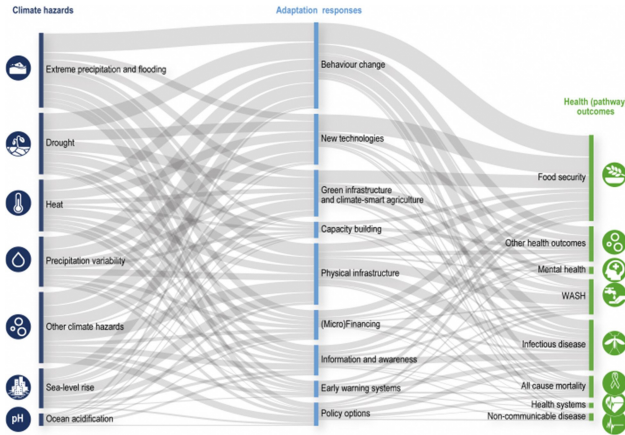 Climate hazards
Adaptation responses
Health (pathway
outcomes
Extreme precipitation and flooding
Drought
Heat
Precipitation variability
Other climate hazards
Sea-level rise
pH
Ocean acidification
Behaviour change
New technologies
Green infrastructure
and climate-smart agriculture
Capacity building
Physical infrastructure
(Micro)Financing
Information and awareness
Early warning systems
Policy options
Food security
Other health outcomes
Mental health
WASH
Infectious disease
All cause mortality
Health systems
Non-communicable disease